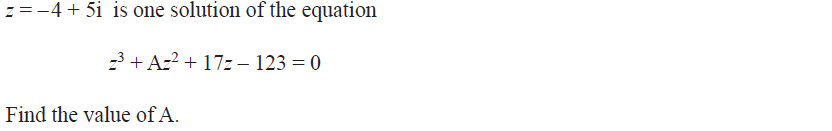 z = –4 + 5i is one solution of the equation
z³ + Az² + 17z – 123 = 0
Find the value of A.